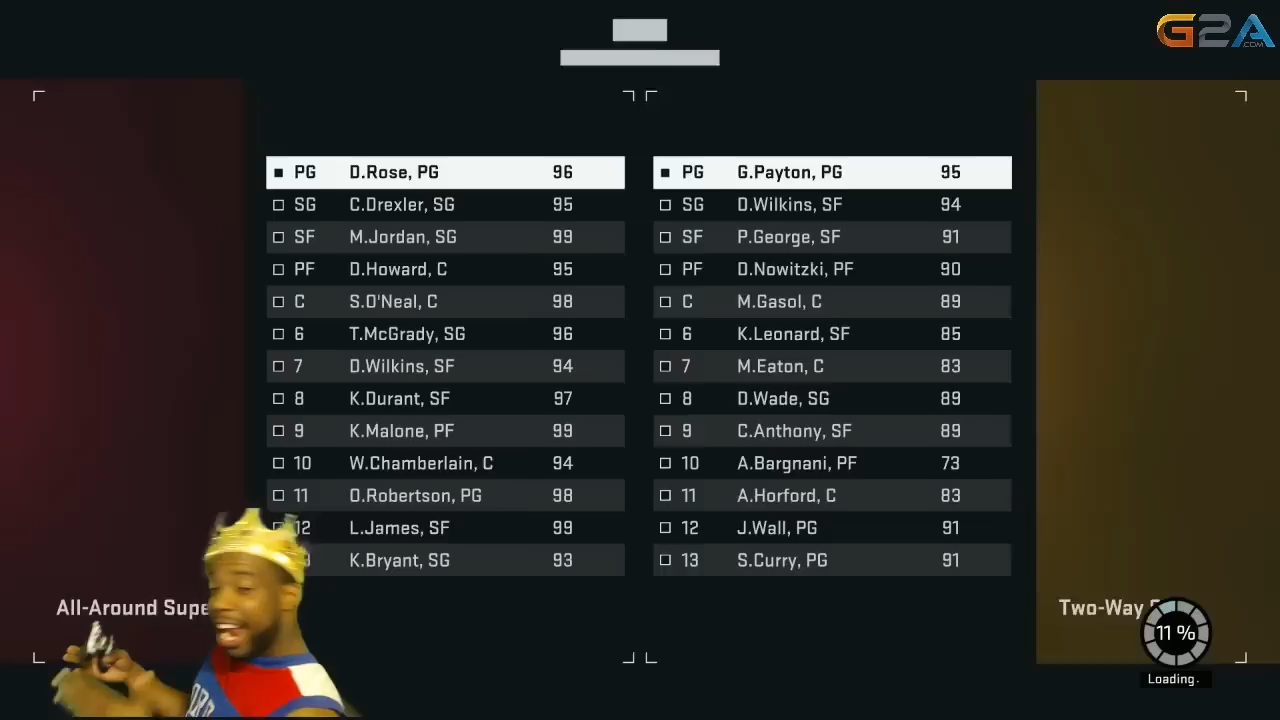 G2A
.COM
PG D.Rose, PG 96
SG C.Drexler, SG 95
SF M.Jordan, SG 99
PF D.Howard, C 95
C S.O'Neal, C 98
6 T.McGrady, SG 96
7 D.Wilkins, SF 94
8 K.Durant, SF 97
9 K.Malone, PF 99
10 W.Chamberlain, C 94
11 O.Robertson, PG 98
12 L.James, SF 99
K.Bryant, SG 93
PG G.Payton, PG 95
SG D.Wilkins, SF 94
SF P.George, SF 91
PF D.Nowitzki, PF 90
C M.Gasol, C 89
6 K.Leonard, SF 85
7 M.Eaton, C 83
8 D.Wade, SG 89
9 C.Anthony, SF 89
10 A.Bargnani, PF 73
11 A.Horford, C 83
12 J.Wall, PG 91
13 S.Curry, PG 91
All-Around Supe
Two-Way
11 %
Loading.